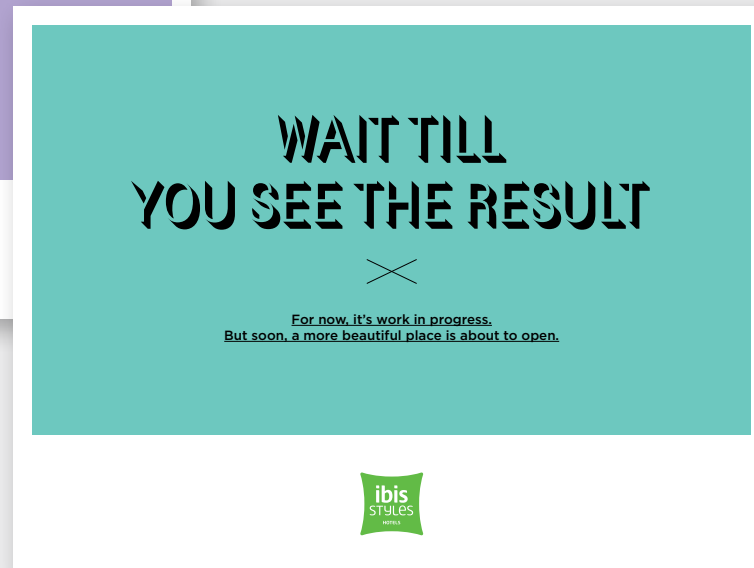 WAIT TILL
YOU SEE THE RESULT
For now, it's work in progress.
But soon, a more beautiful place is about to open.
ibis
STYLES
HOTELS